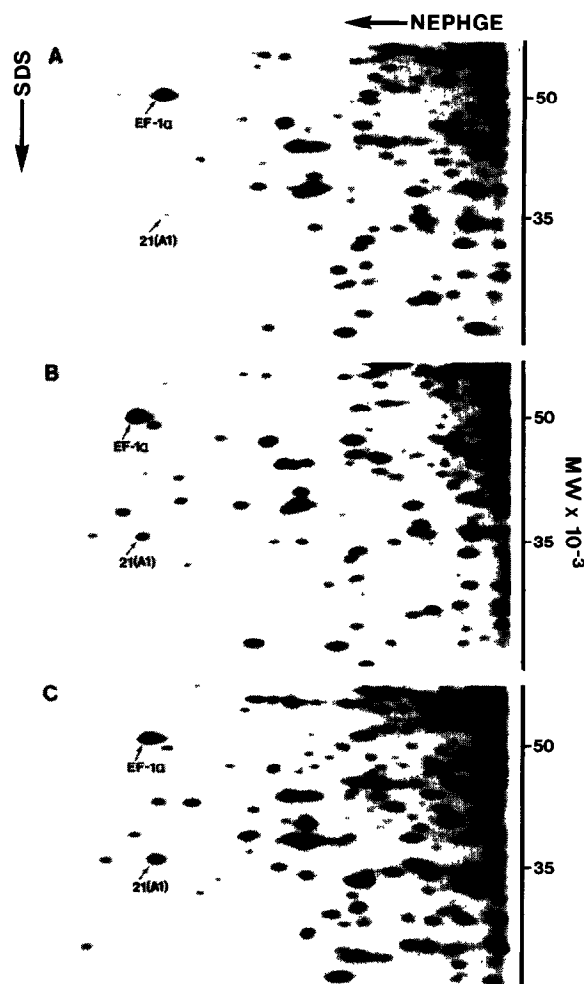 NEPHGE
SDS
A
EF-1α
21(A1)
-50
-35
B
EF-1α
21(A1)
-50
-35
MW x 10-3
C
EF-1α
21(A1)
-50
-35